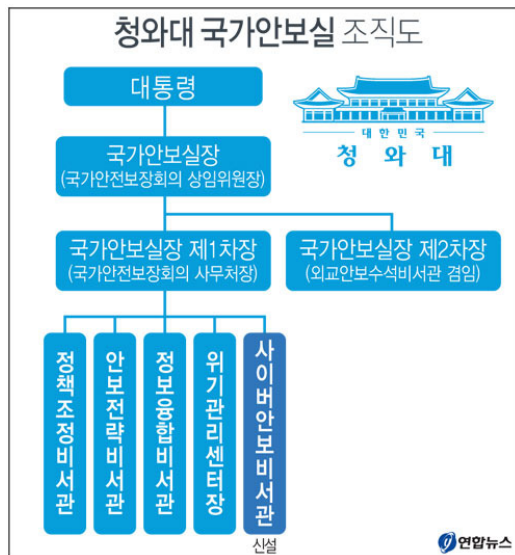 청와대 국가안보실 조직도
대통령
대한민국
청와대
국가안보실장
(국가안전보장회의 상임위원장)
국가안보실장 제1차장
(국가안전보장회의 사무처장)
국가안보실장 제2차장
(외교안보수석비서관 겸임)
정책조정비서관
안보전략비서관
정보융합비서관
위기관리센터장
사이버안보비서관
신설
연합뉴스